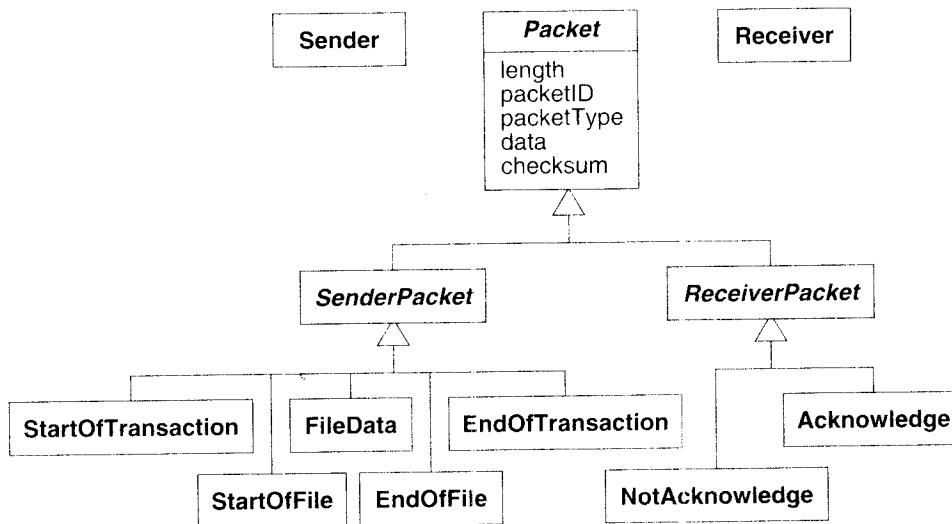 Sender
Packet
Receiver
length
packetID
packetType
data
checksum
SenderPacket
ReceiverPacket
StartOfTransaction
FileData
EndOfTransaction
Acknowledge
StartOfFile
EndOfFile
NotAcknowledge